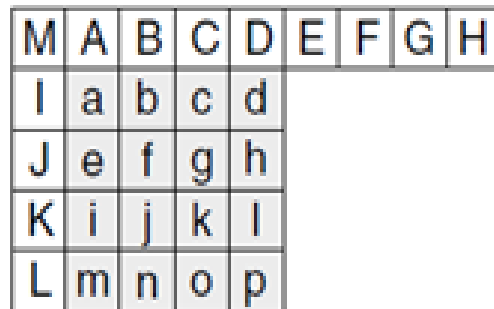 M A B C D E F G H
I a b c d
J e f g h
K i j k l
L m n o p